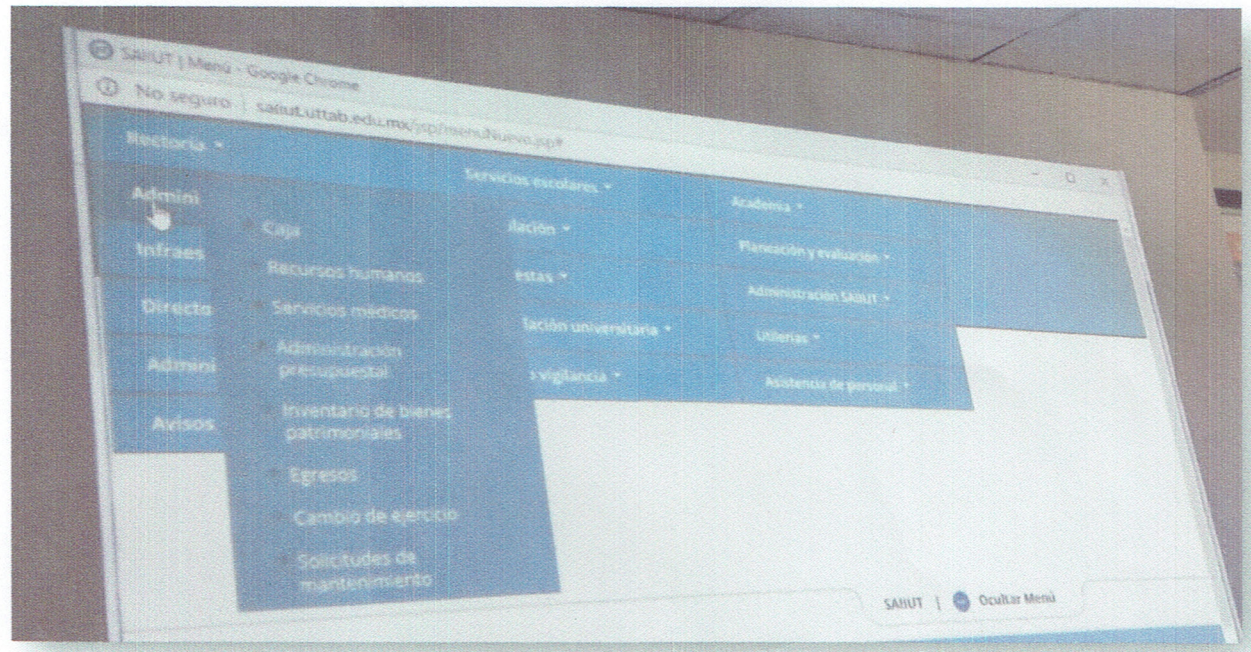 SAIIUT | Menú - Google Chrome
No seguro | saiiut.uttab.edu.mx/jsp/menuNuevo.jsp#
Rectoría
Servicios escolares
Academia
Admini
lación
Planeación y evaluación
Infraes
estas
Administración SAIIUT
Directo
lación universitaria
Utilerías
Admini
o vigilancia
Asistencia de personal
Avisos
Caja
Recursos humanos
Servicios médicos
Administración
presupuestal
Inventario de bienes
patrimoniales
Egresos
Cambio de ejercicio
Solicitudes de
mantenimiento
SAIIUT | Ocultar Menú